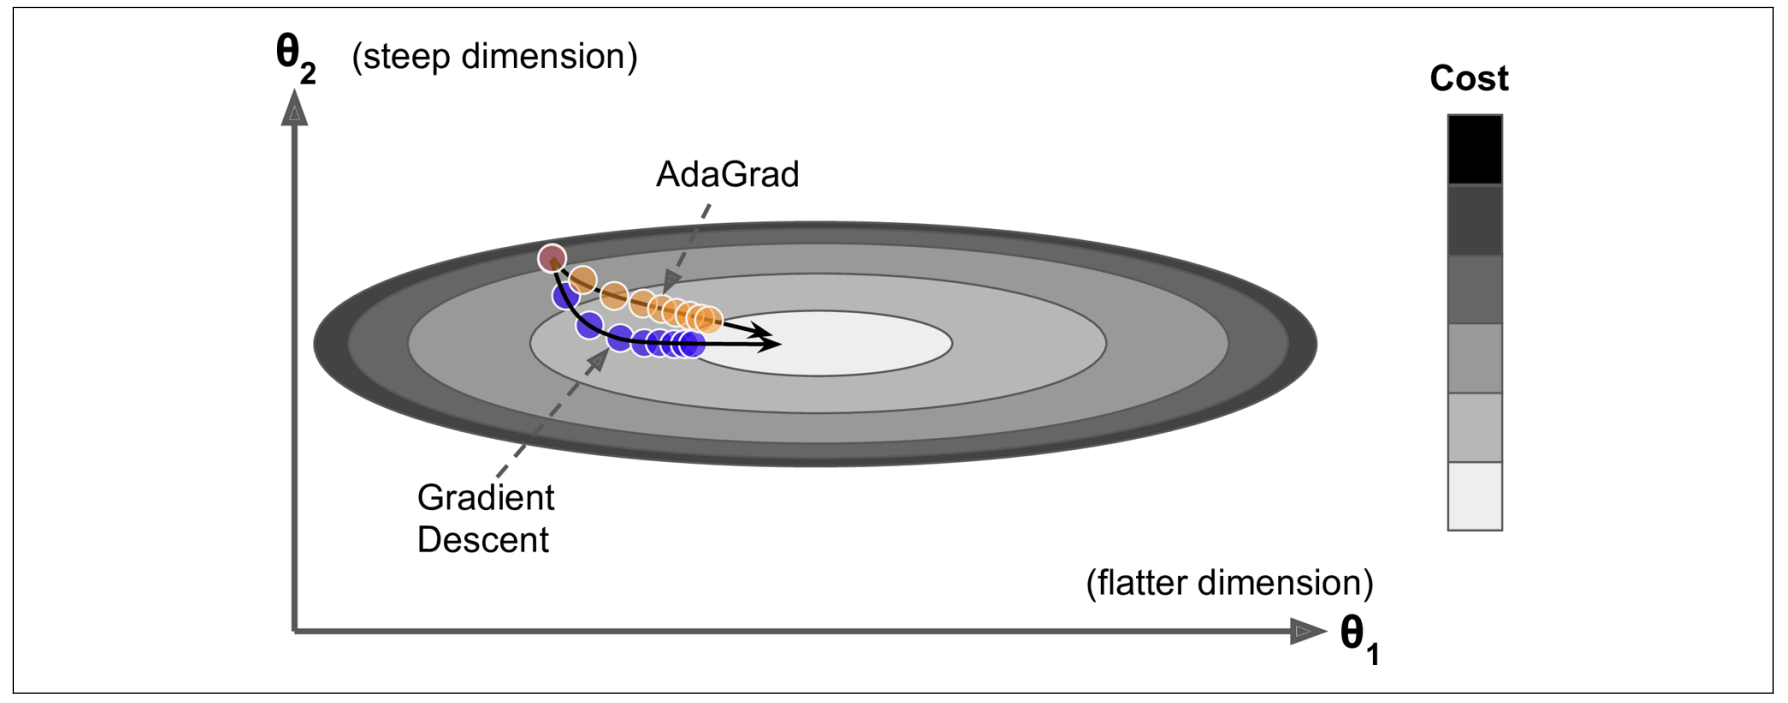 θ2 (steep dimension)
Cost
AdaGrad
Gradient
Descent
(flatter dimension)
θ1